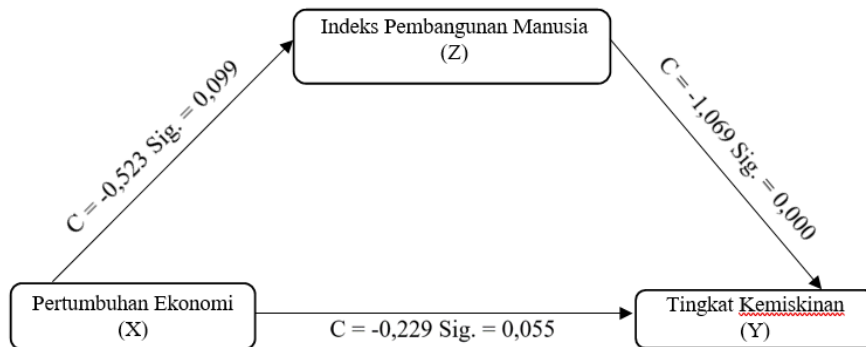 Indeks Pembangunan Manusia
(Z)
C = -0,523 Sig. = 0,099
C = -1,069 Sig. = 0,000
Pertumbuhan Ekonomi
(X)
C = -0,229 Sig. = 0,055
Tingkat Kemiskinan
(Y)